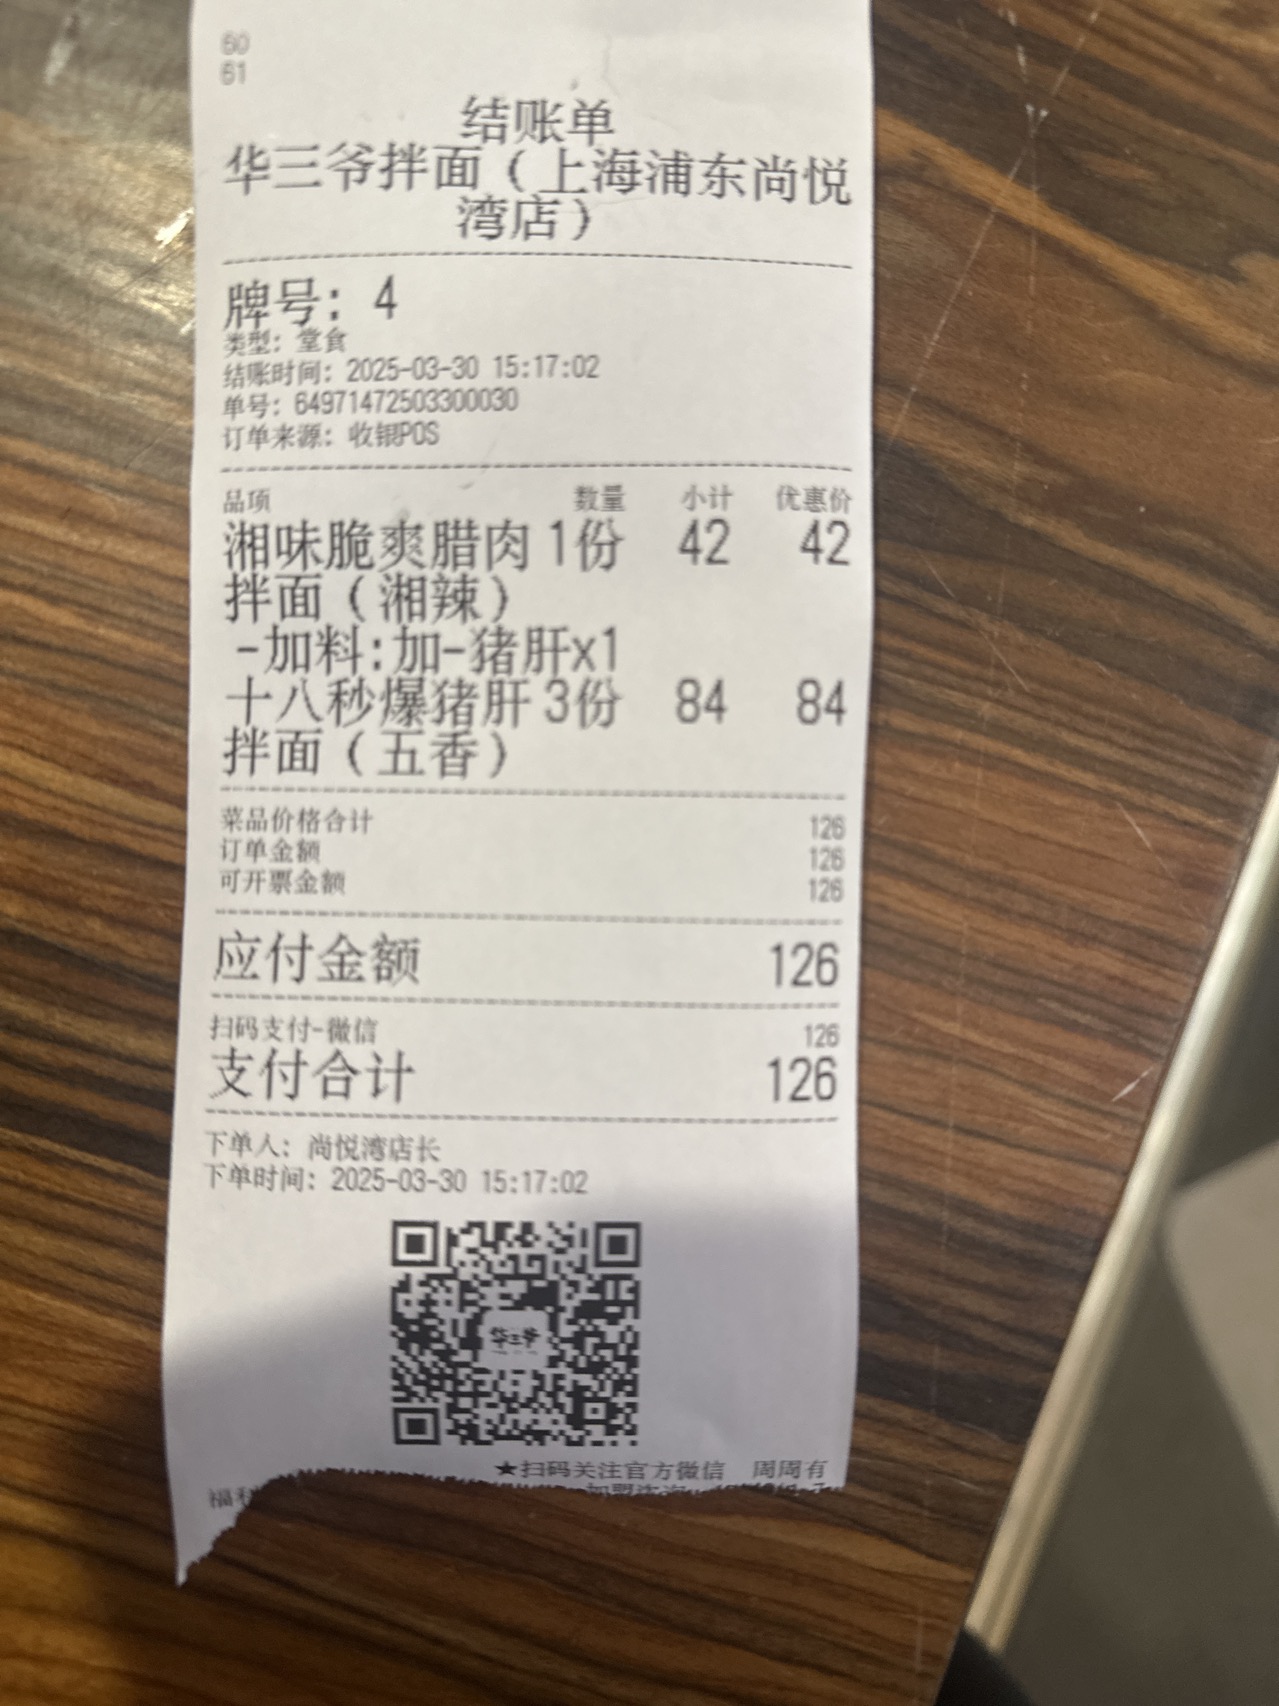 60
61
结账单
华三爷拌面（上海浦东尚悦
湾店）
牌号：4
类型：堂食
结账时间：2025-03-30 15:17:02
单号：64971472503300030
订单来源：收银POS
品项 数量 小计 优惠价
湘味脆爽腊肉 1份 42 42
拌面（湘辣）
-加料:加-猪肝x1
十八秒爆猪肝 3份 84 84
拌面（五香）
菜品价格合计 126
订单金额 126
可开票金额 126
应付金额 126
扫码支付-微信 126
支付合计 126
下单人：尚悦湾店长
下单时间：2025-03-30 15:17:02
华三爷
★扫码关注官方微信 周周有
福利